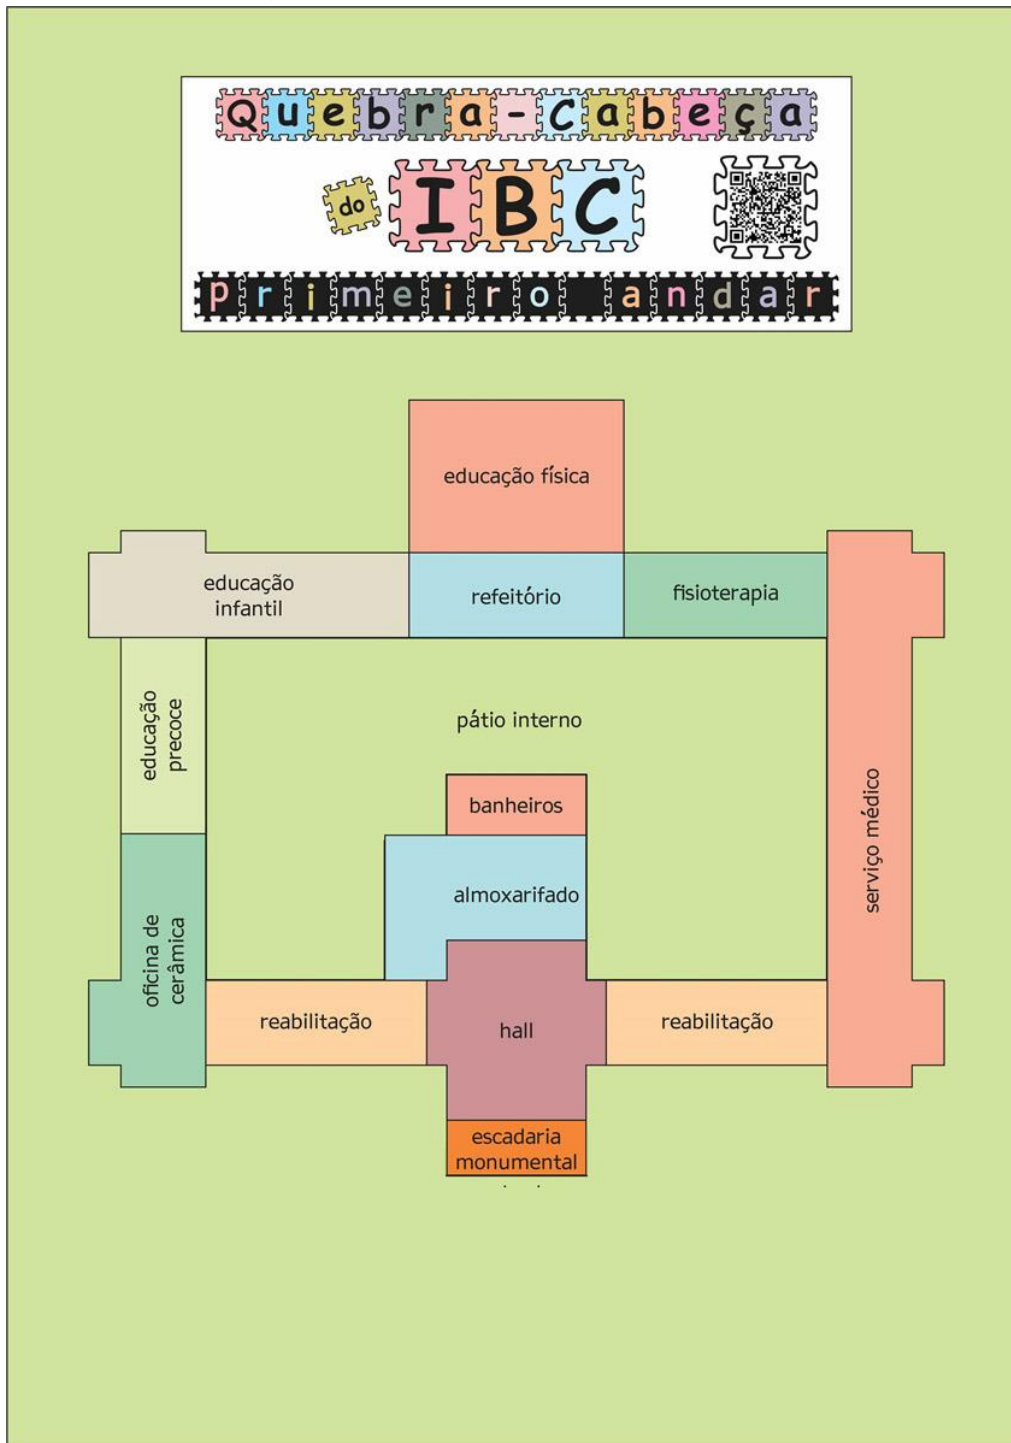 Quebra-Cabeça
do IBC
primeiro andar
educação física
educação
infantil
refeitório
fisioterapia
educação
precoce
pátio interno
banheiros
serviço médico
almoxarifado
oficina de
cerâmica
reabilitação
hall
reabilitação
escadaria
monumental